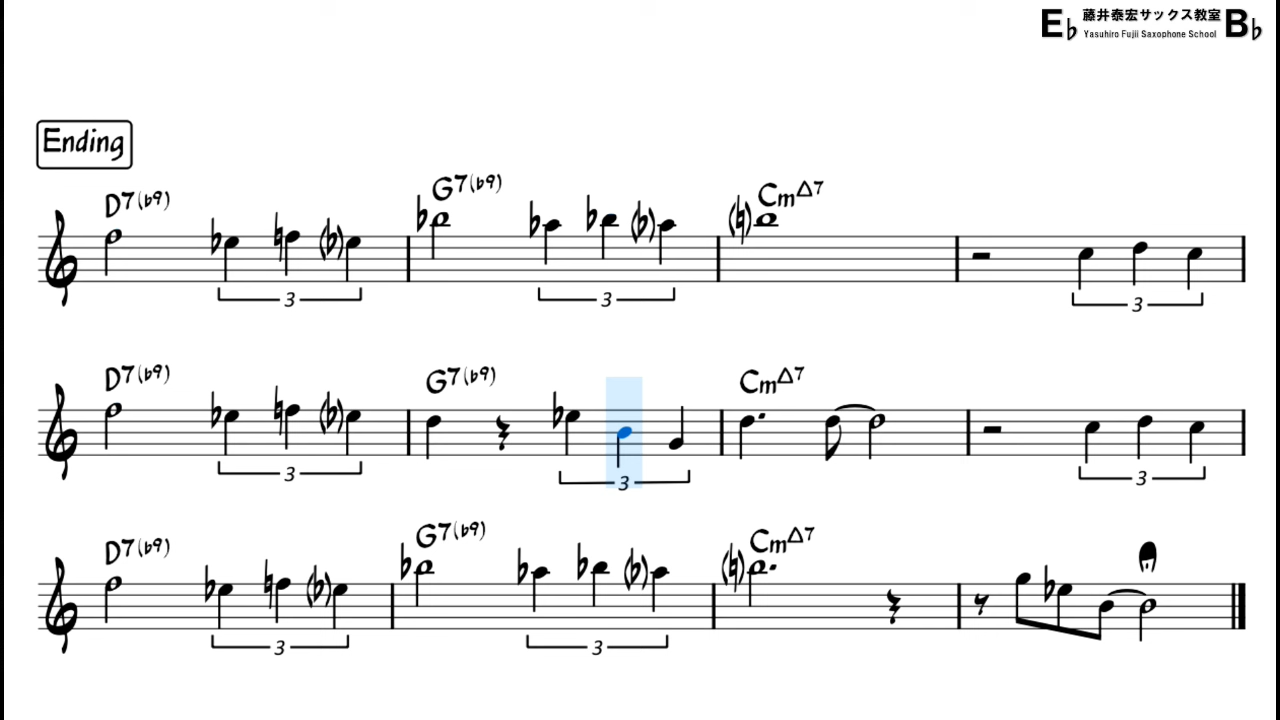 E♭ 藤井泰宏サックス教室 B♭
Yasuhiro Fujii Saxophone School
Ending
D7(♭9) G7(♭9) CmΔ7
3 3 3
D7(♭9) G7(♭9) CmΔ7
3 3 3
D7(♭9) G7(♭9) CmΔ7
3 3